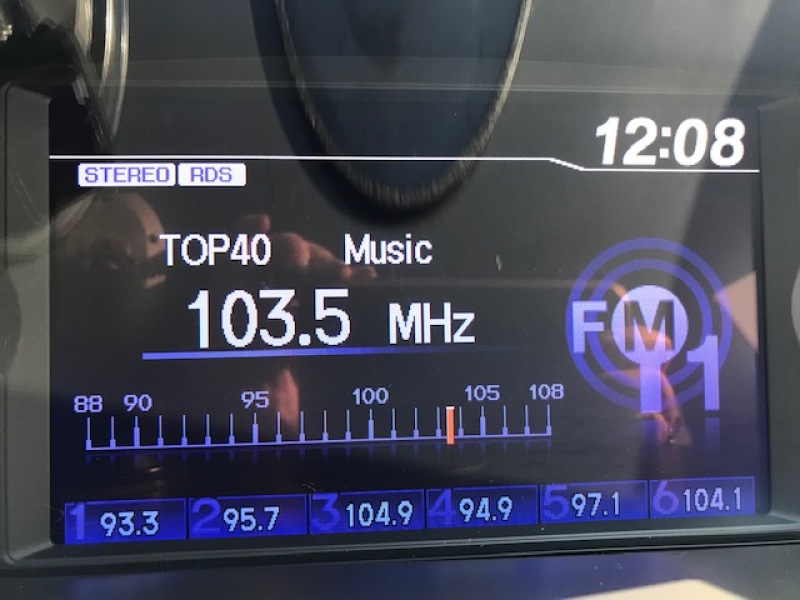 12:08
STEREO RDS
TOP40 Music
103.5 MHz
FM 1
88 90 95 100 105 108
1 93.3 2 95.7 3 104.9 4 94.9 5 97.1 6 104.1